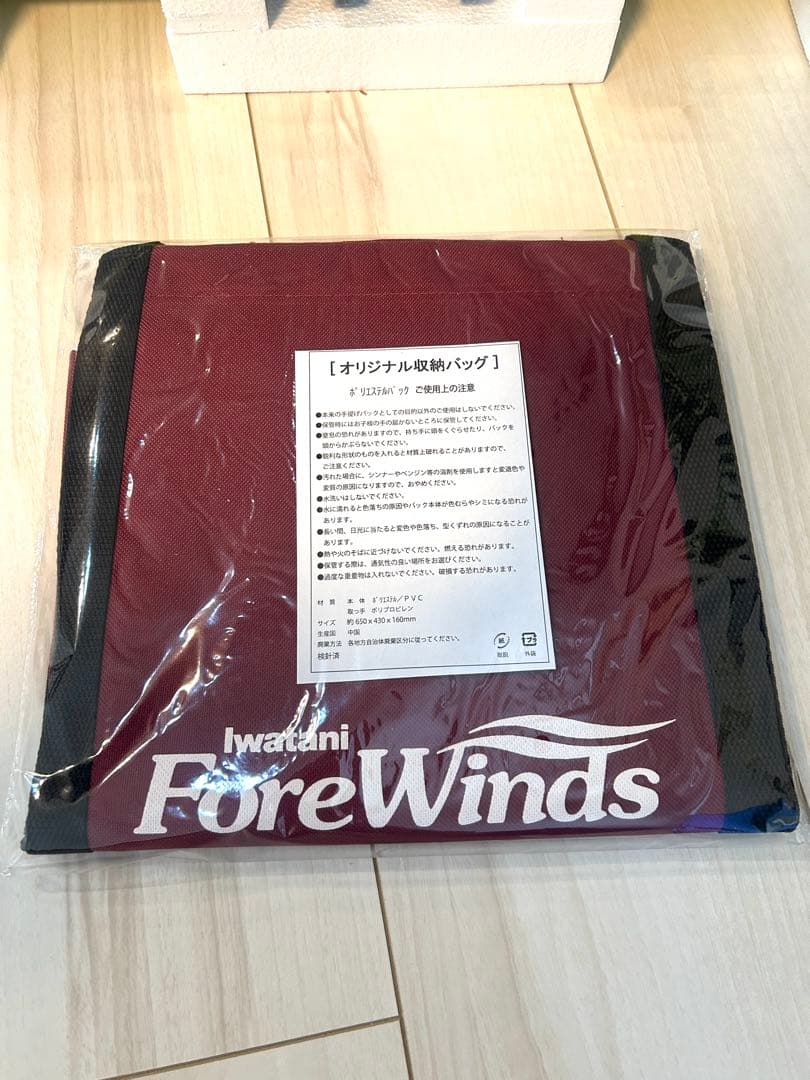 [ オリジナル収納バッグ ]
ﾎﾟﾘｴｽﾃﾙﾊﾞｯｸ ご使用上の注意
●本来の手提げバックとしての目的以外のご使用はしないでください。
●保管時にはお子様の手の届かないところに保管してください。
●窒息の恐れがありますので、持ち手に頭をくぐらせたり、バックを
頭からかぶらないでください。
●鋭利な形状のものを入れると材質上破れることがありますので、
ご注意ください。
●汚れた場合に、シンナーやベンジン等の溶剤を使用しますと変退色や
変質の原因になりますので、おやめください。
●水洗いはしないでください。
●水に濡れると色落ちの原因やバック本体が色むらやシミになる恐れが
あります。
●長い間、日光に当たると変色や色落ち、型くずれの原因になることが
あります。
●熱や火のそばに近づけないでください。燃える恐れがあります。
●保管する際は、通気性の良い場所をお選びください。
●過度な重量物は入れないでください。破損する恐れがあります。
材 質 本 体 ﾎﾟﾘｴｽﾃﾙ／ＰＶＣ
取っ手 ポリプロピレン
サイズ 約 650 x 430 x 160mm
生産国 中国
廃棄方法 各地方自治体廃棄区分に従ってください。
検針済
紙 プラ
取説 外袋
Iwatani
ForeWinds